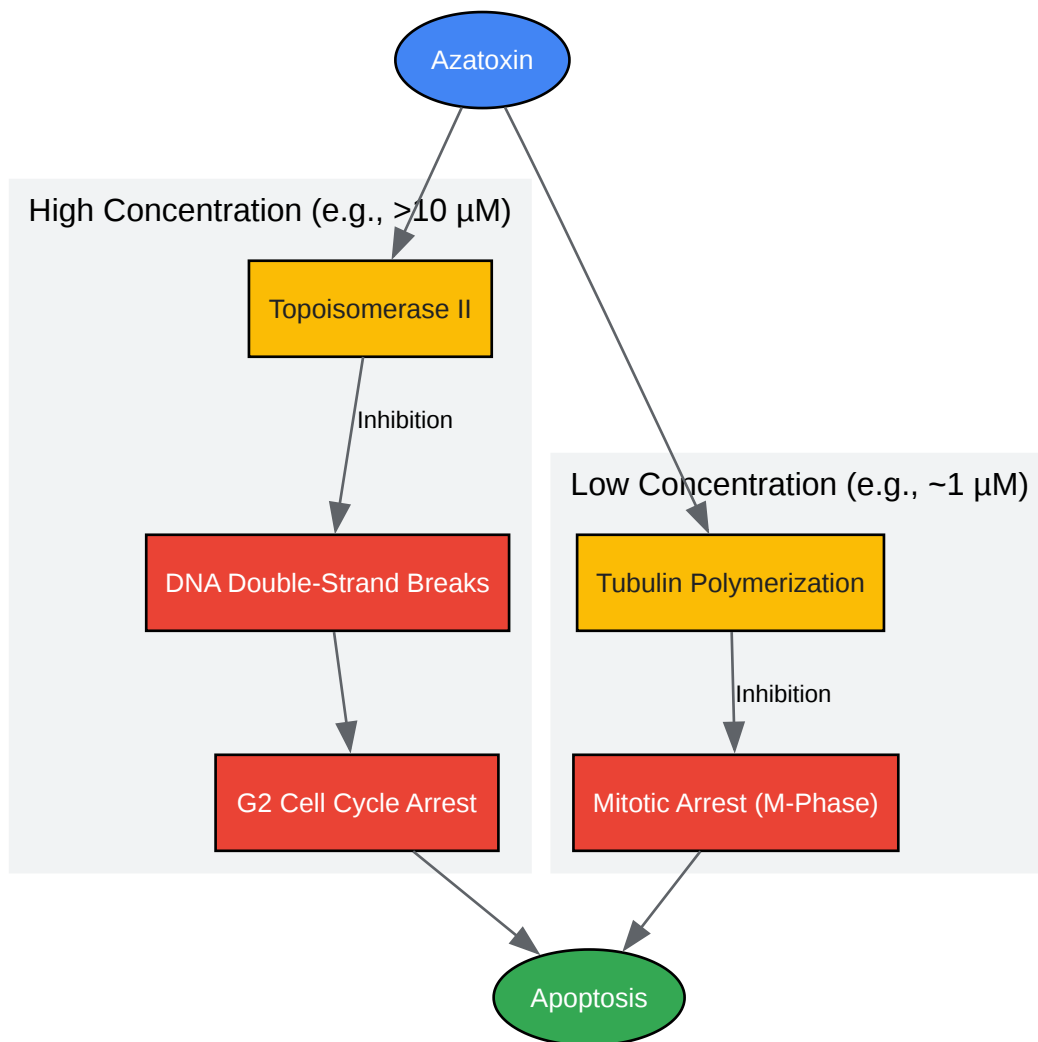 Azatoxin
High Concentration (e.g., >10 µM)
Topoisomerase II
Inhibition
DNA Double-Strand Breaks
G2 Cell Cycle Arrest
Low Concentration (e.g., ~1 µM)
Tubulin Polymerization
Inhibition
Mitotic Arrest (M-Phase)
Apoptosis